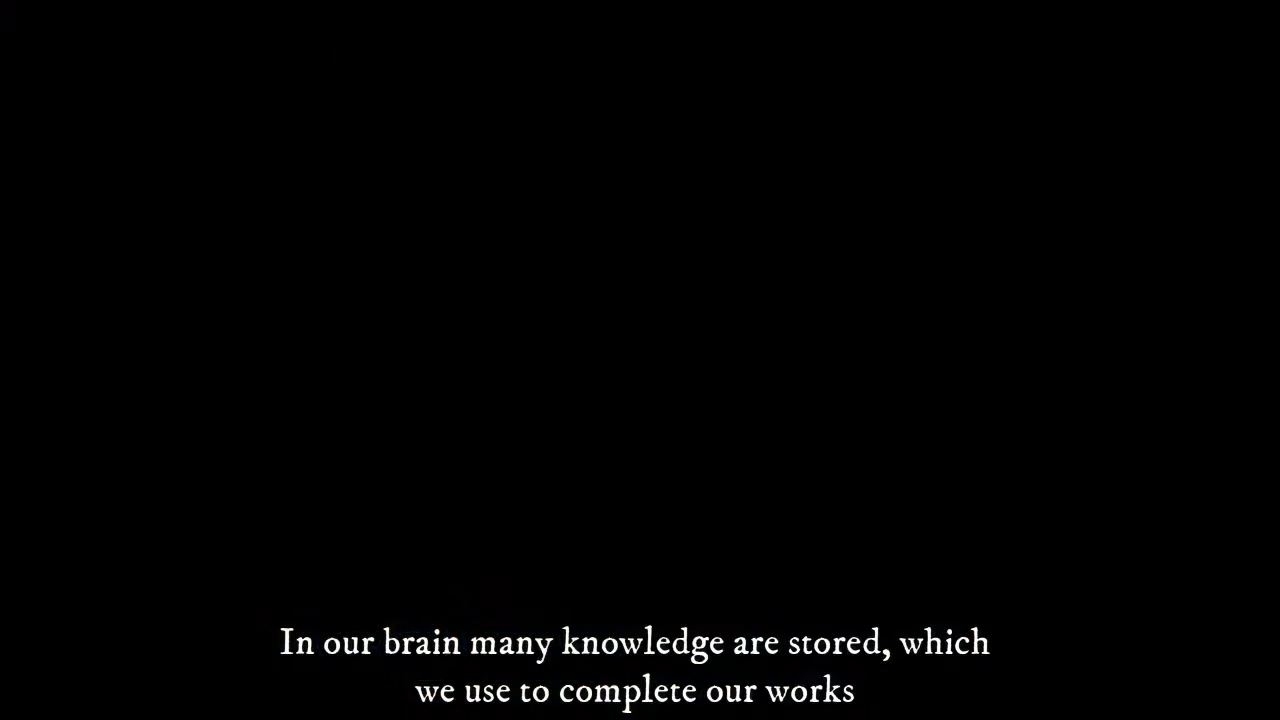 In our brain many knowledge are stored, which
we use to complete our works